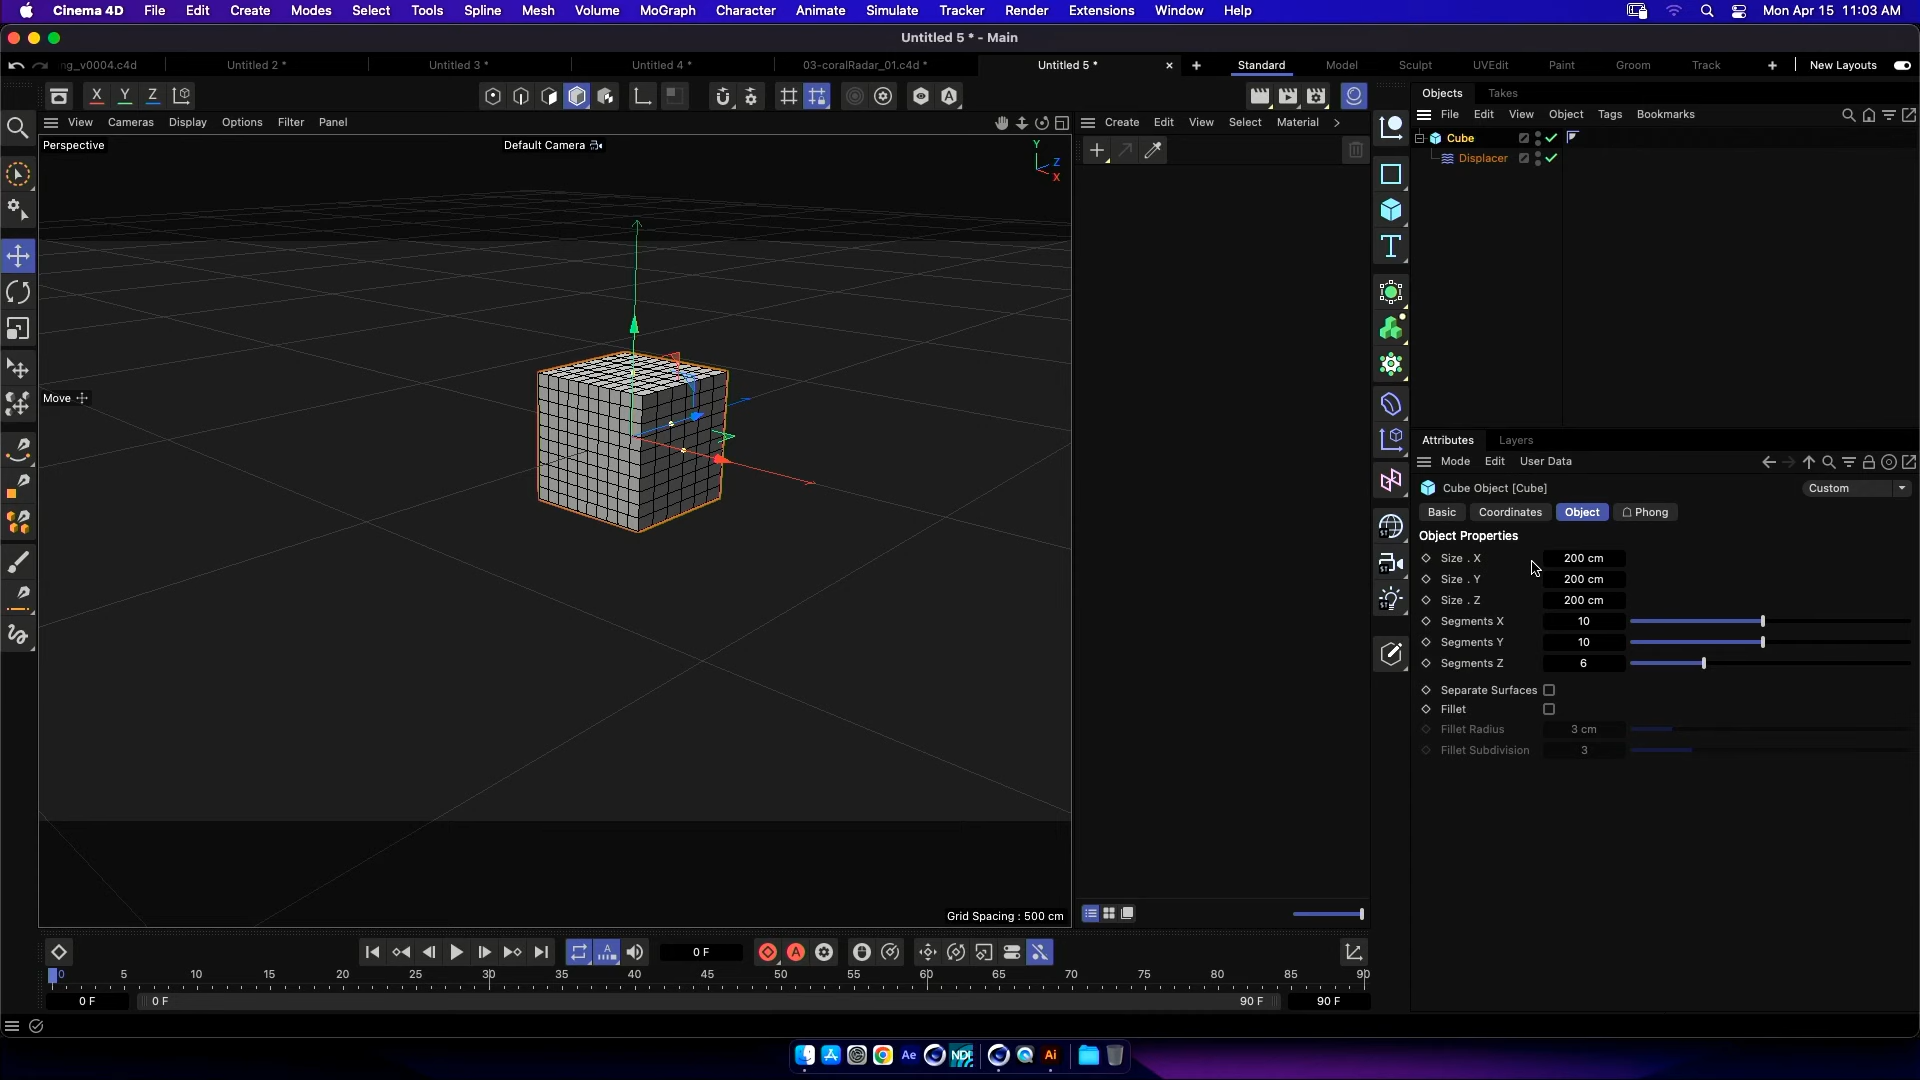 Cinema 4D File Edit Create Modes Select Tools Spline Mesh Volume MoGraph Character Animate Simulate Tracker Render Extensions Window Help Mon Apr 15 11:03 AM
Untitled 5 * - Main
ng_v0004.c4d Untitled 2 * Untitled 3 * Untitled 4 * 03-coralRadar_01.c4d * Untitled 5 * Standard Model Sculpt UVEdit Paint Groom Track New Layouts
X Y Z
View Cameras Display Options Filter Panel
Create Edit View Select Material
Objects Takes
File Edit View Object Tags Bookmarks
Perspective Default Camera
Y
Z
X
Cube
Displacer
Move
Attributes Layers
Mode Edit User Data
Cube Object [Cube] Custom
Basic Coordinates Object Phong
Object Properties
Size . X 200 cm
Size . Y 200 cm
Size . Z 200 cm
Segments X 10
Segments Y 10
Segments Z 6
Separate Surfaces
Fillet
Fillet Radius 3 cm
Fillet Subdivision 3
Grid Spacing : 500 cm
0 F
0 5 10 15 20 25 30 35 40 45 50 55 60 65 70 75 80 85 90
0 F 0 F 90 F 90 F
Ae NDI Ai